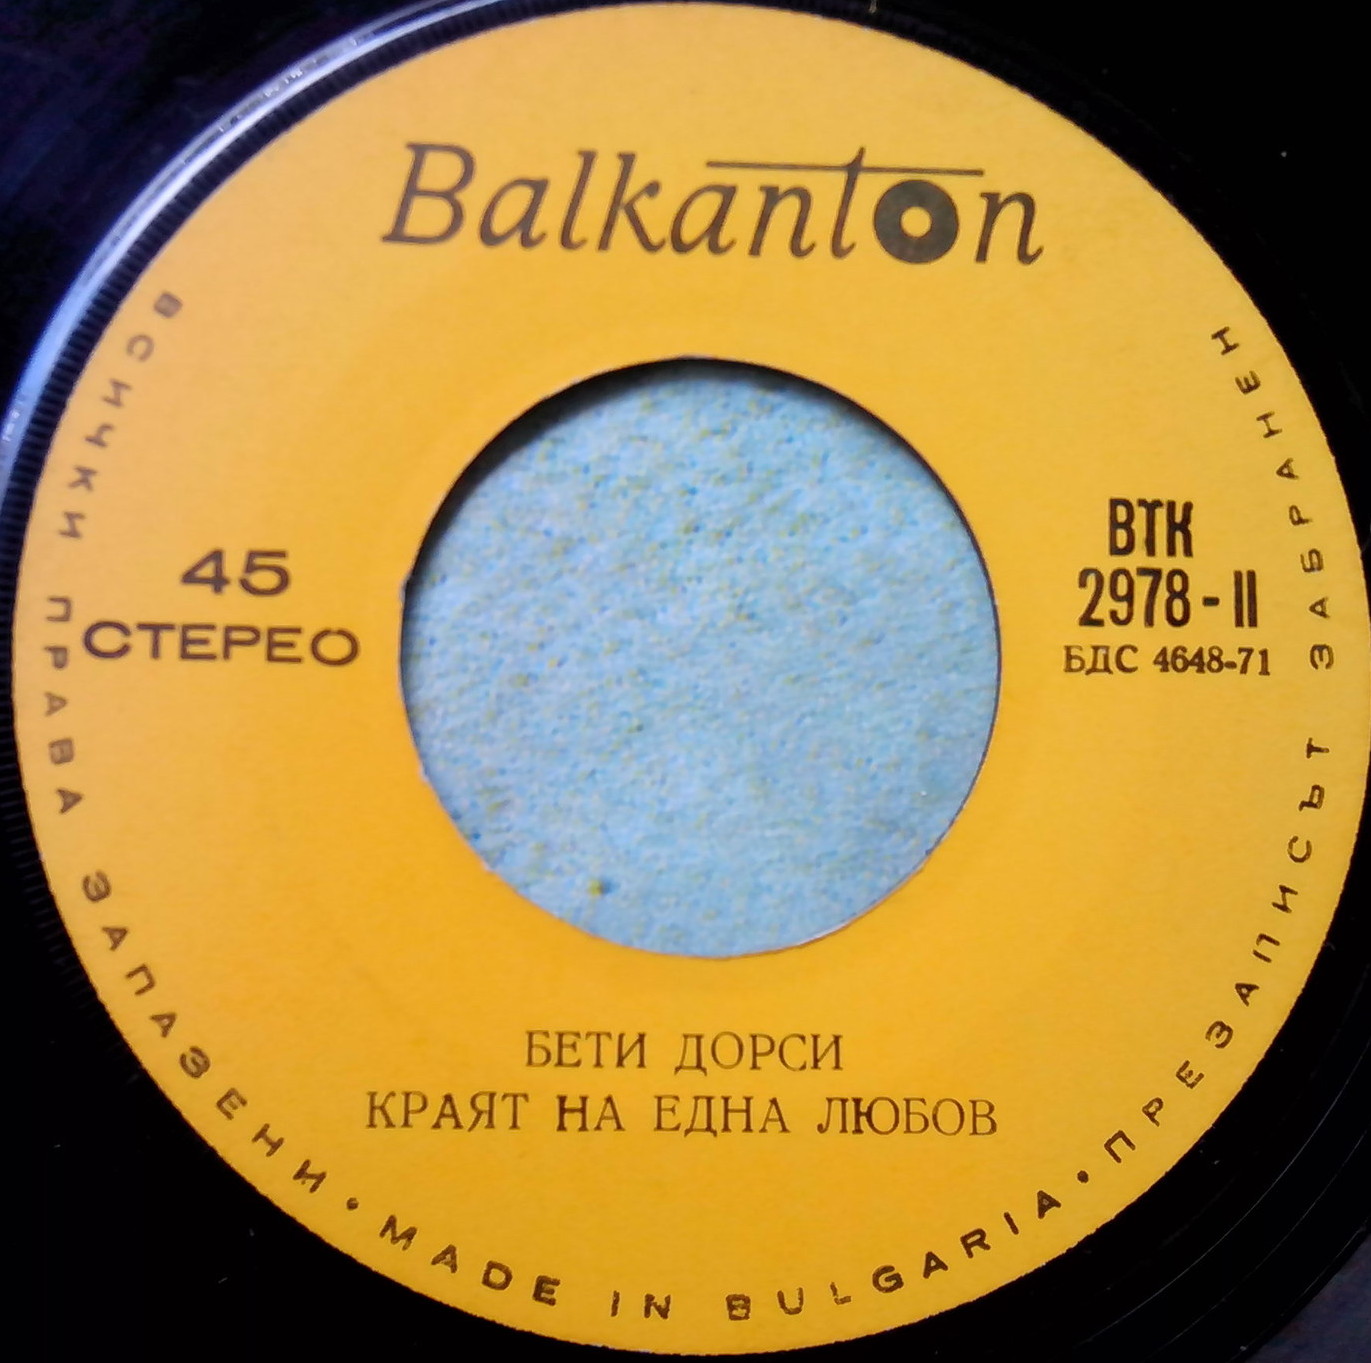 Balkanton
45
СТЕРЕО
ВТК
2978-II
БДС 4648-71
БЕТИ ДОРСИ
КРАЯТ НА ЕДНА ЛЮБОВ
ВСИЧКИ ПРАВА ЗАПАЗЕНИ • MADE IN BULGARIA • ПРЕЗАПИСЪТ ЗАБРАНЕН